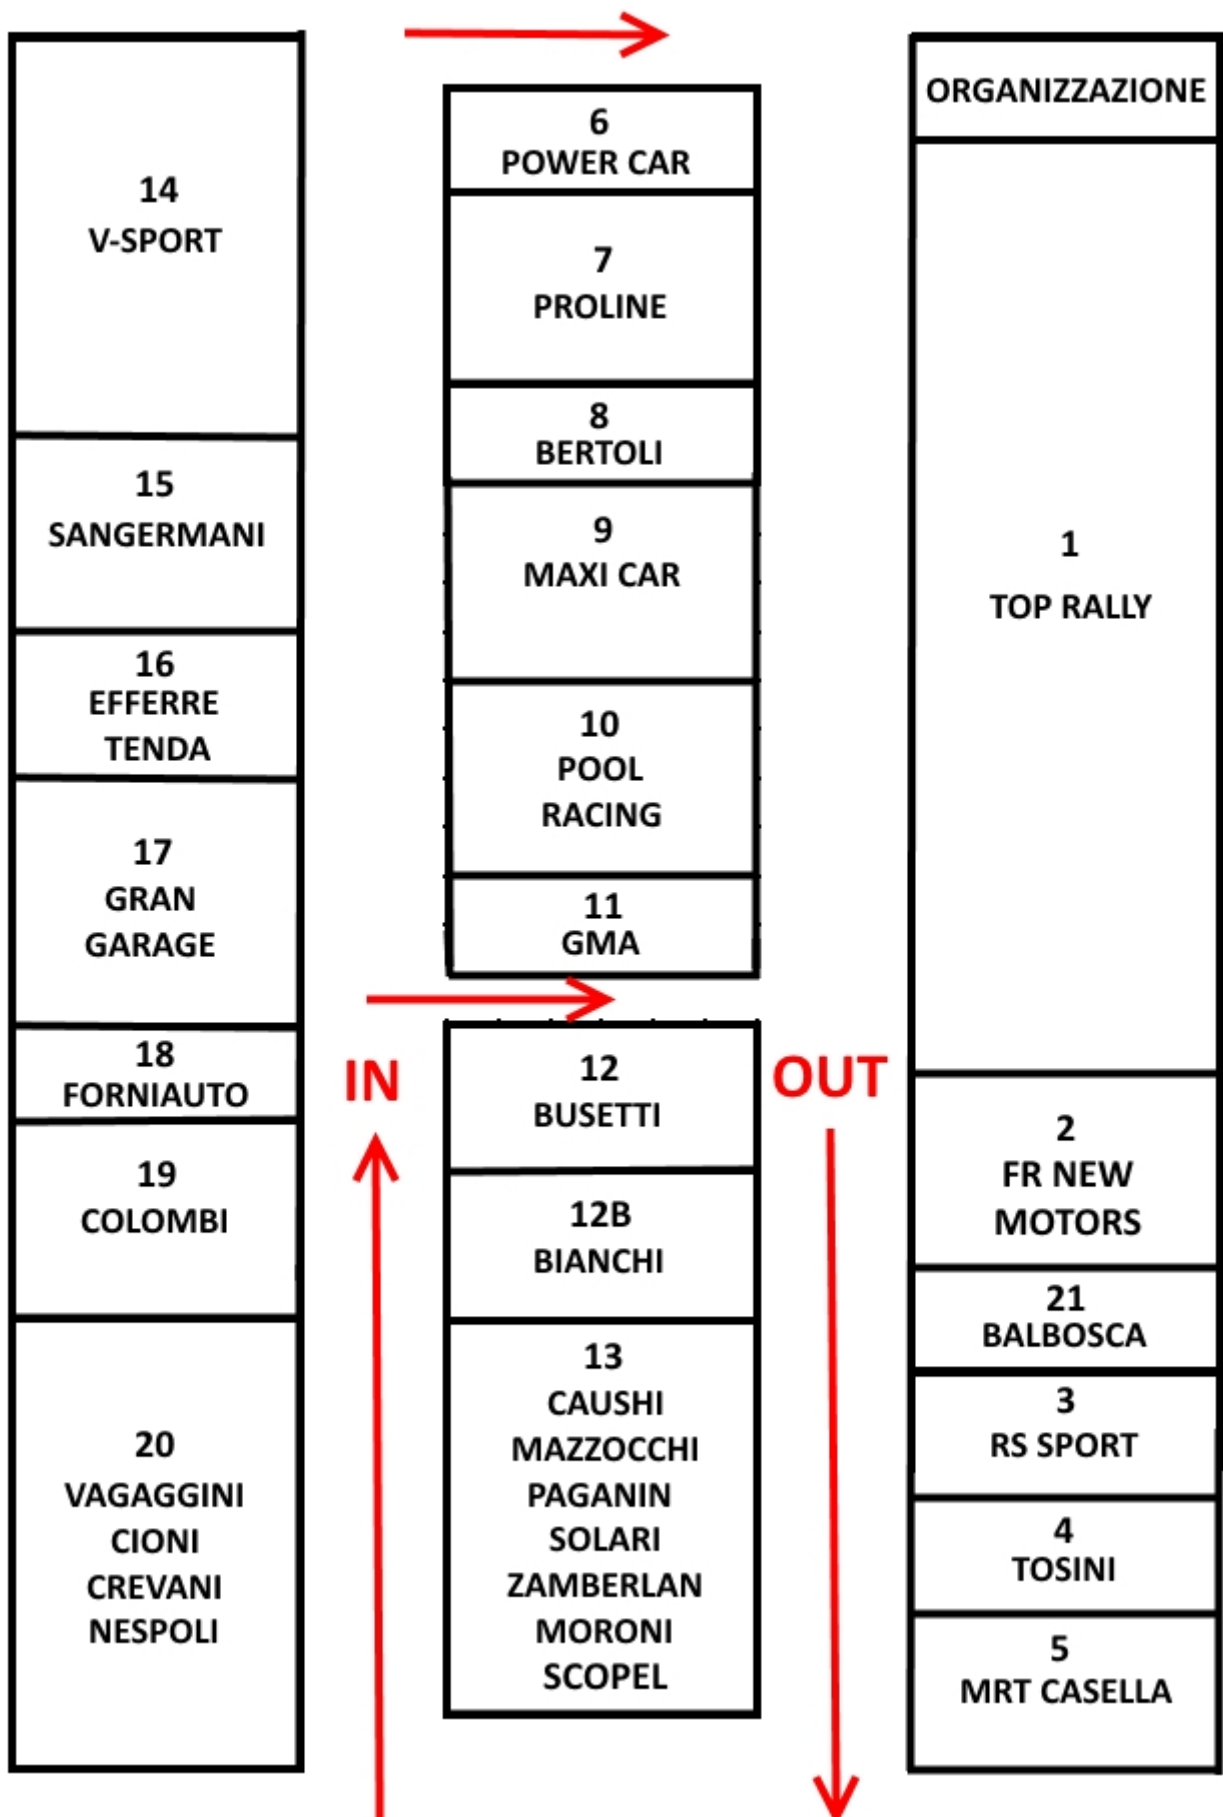 14
V-SPORT
15
SANGERMANI
16
EFFERRE
TENDA
17
GRAN
GARAGE
18
FORNIAUTO
19
COLOMBI
20
VAGAGGINI
CIONI
CREVANI
NESPOLI
IN
6
POWER CAR
7
PROLINE
8
BERTOLI
9
MAXI CAR
10
POOL
RACING
11
GMA
12
BUSETTI
12B
BIANCHI
13
CAUSHI
MAZZOCCHI
PAGANIN
SOLARI
ZAMBERLAN
MORONI
SCOPEL
OUT
ORGANIZZAZIONE
1
TOP RALLY
2
FR NEW
MOTORS
21
BALBOSCA
3
RS SPORT
4
TOSINI
5
MRT CASELLA